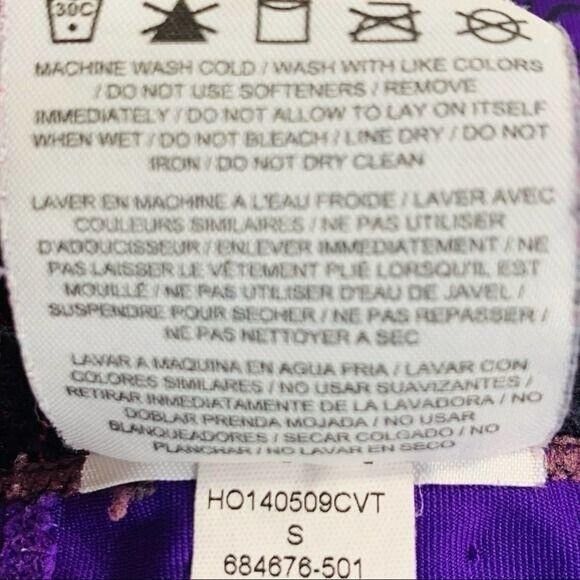 30C
MACHINE WASH COLD / WASH WITH LIKE COLORS
/ DO NOT USE SOFTENERS / REMOVE
IMMEDIATELY / DO NOT ALLOW TO LAY ON ITSELF
WHEN WET / DO NOT BLEACH / LINE DRY / DO NOT
IRON / DO NOT DRY CLEAN
LAVER EN MACHINE A L'EAU FROIDE / LAVER AVEC
COULEURS SIMILAIRES / NE PAS UTILISER
D'ADOUCISSEUR / ENLEVER IMMEDIATEMENT / NE
PAS LAISSER LE VÊTEMENT PLIÉ LORSQU'IL EST
MOUILLÉ / NE PAS UTILISER D'EAU DE JAVEL /
SUSPENDRE POUR SECHER / NE PAS REPASSER /
NE PAS NETTOYER A SEC
LAVAR A MAQUINA EN AGUA FRIA / LAVAR CON
COLORES SIMILARES / NO USAR SUAVIZANTES /
RETIRAR INMEDIATAMENTE DE LA LAVADORA / NO
DOBLAR PRENDA MOJADA / NO USAR
BLANQUEADORES / SECAR COLGADO / NO
PLANCHAR / NO LAVAR EN SECO
HO140509CVT
S
684676-501